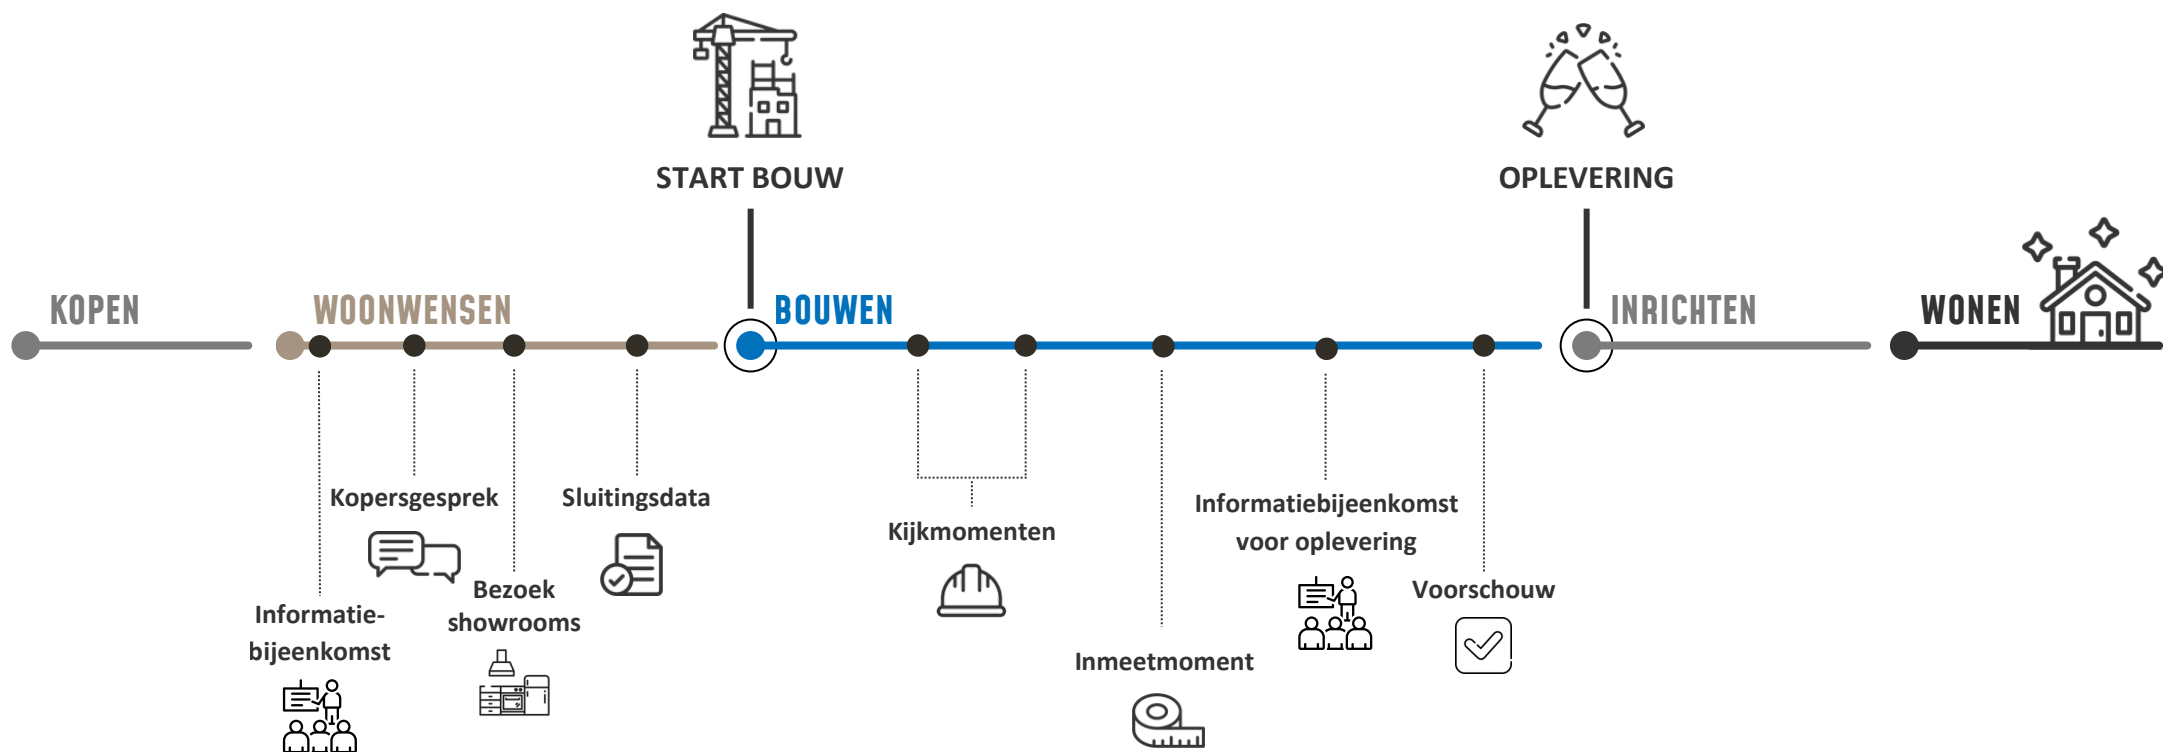 START BOUW
OPLEVERING
KOPEN
WOONWENSEN
BOUWEN
INRICHTEN
WONEN
Kopersgesprek
Sluitingsdata
Informatiebijeenkomst
voor oplevering
Kijkmomenten
Bezoek
showrooms
Voorschouw
Informatie-
bijeenkomst
Inmeetmoment